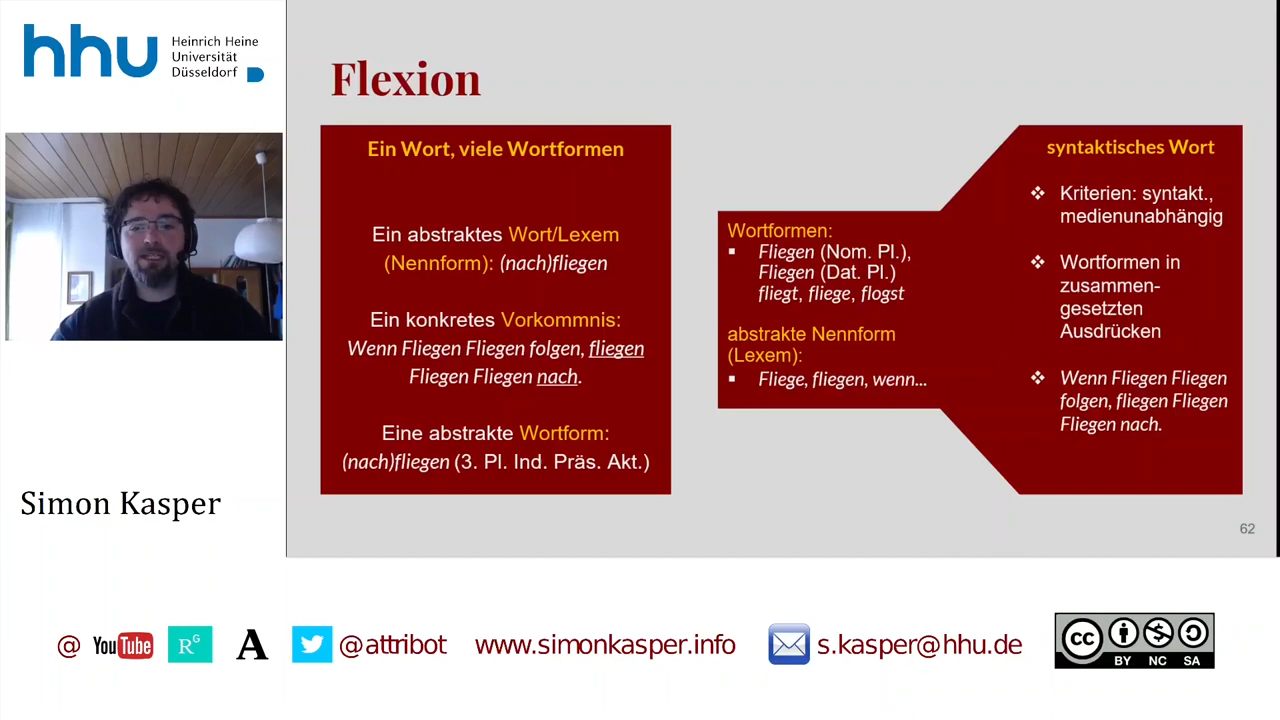 hhu
Heinrich Heine
Universität
Düsseldorf
Flexion
Ein Wort, viele Wortformen
Ein abstraktes Wort/Lexem
(Nennform): (nach)fliegen
Ein konkretes Vorkommnis:
Wenn Fliegen Fliegen folgen, fliegen
Fliegen Fliegen nach.
Eine abstrakte Wortform:
(nach)fliegen (3. Pl. Ind. Präs. Akt.)
Wortformen:
▪ Fliegen (Nom. Pl.),
Fliegen (Dat. Pl.)
fliegt, fliege, flogst
abstrakte Nennform
(Lexem):
▪ Fliege, fliegen, wenn...
syntaktisches Wort
❖ Kriterien: syntakt.,
medienunabhängig
❖ Wortformen in
zusammen-
gesetzten
Ausdrücken
❖ Wenn Fliegen Fliegen
folgen, fliegen Fliegen
Fliegen nach.
62
Simon Kasper
@ YouTube RG A @attribot www.simonkasper.info s.kasper@hhu.de
cc BY NC SA